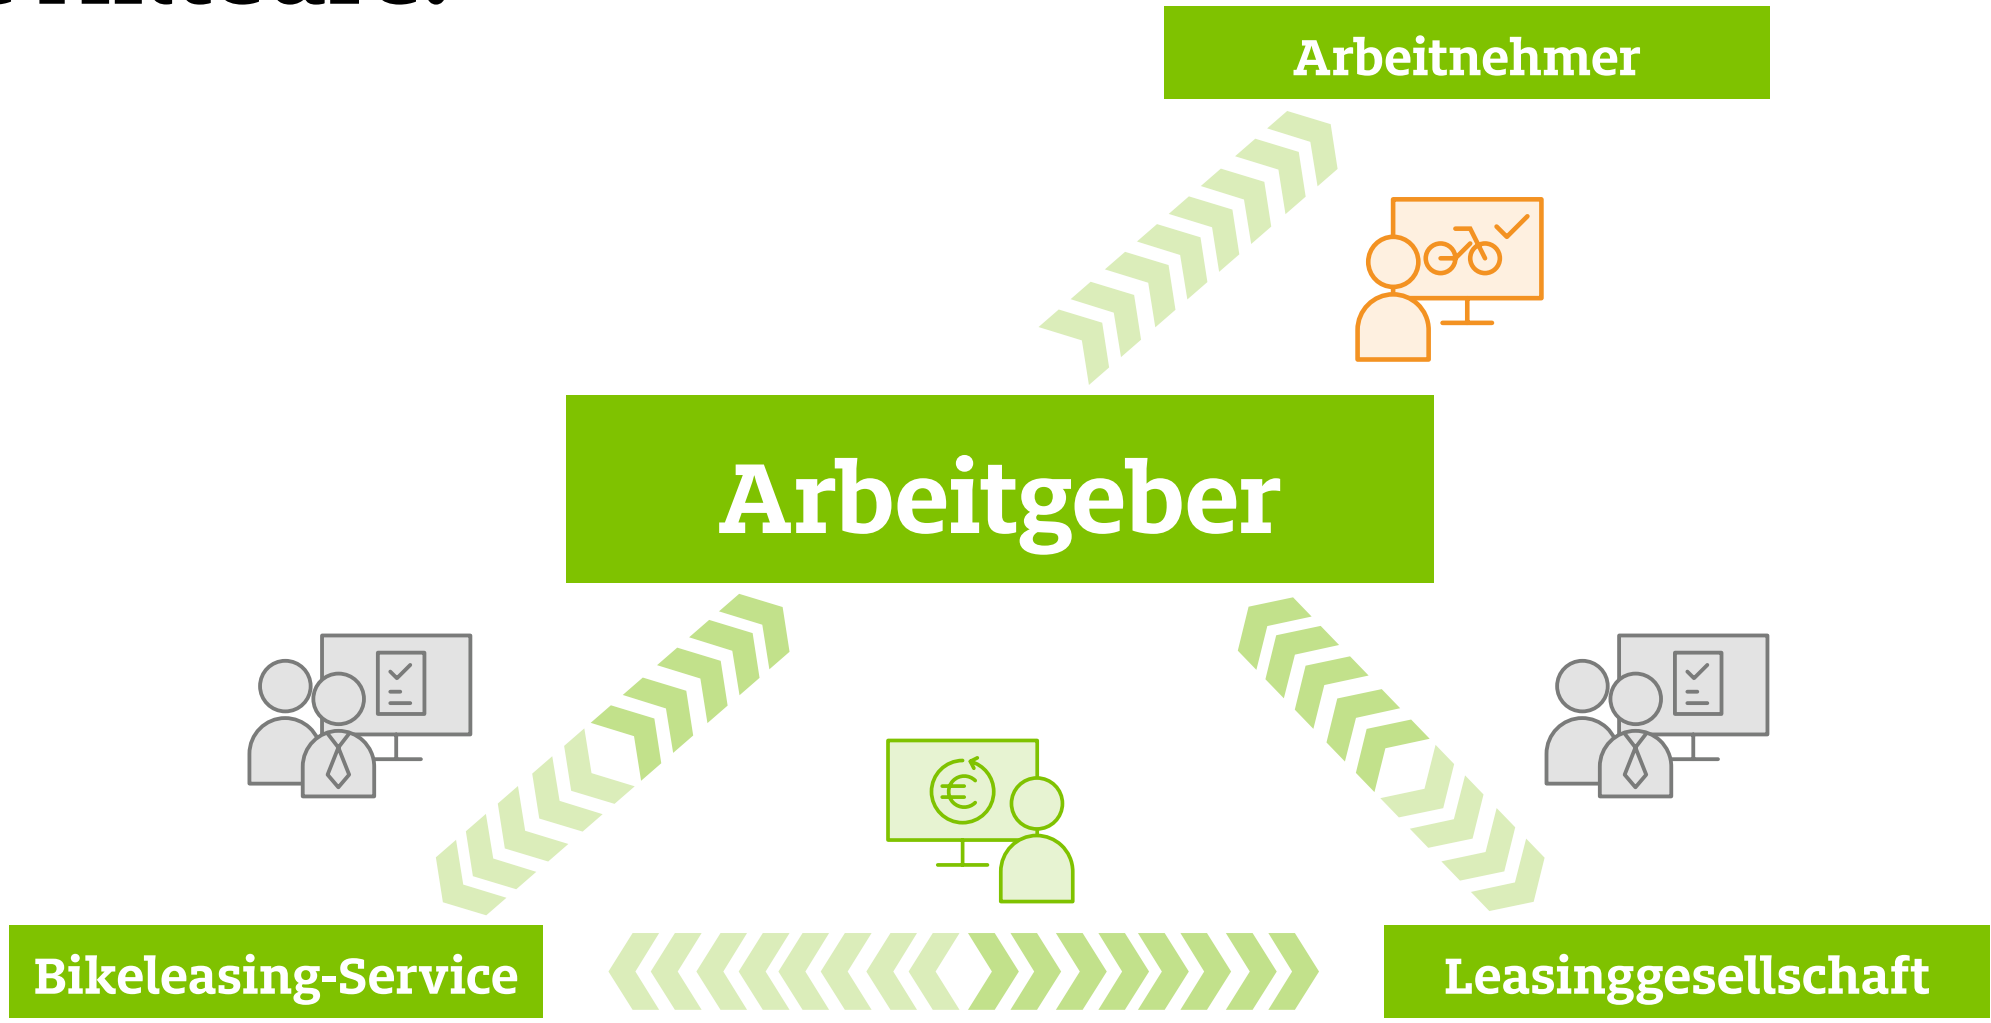 Arbeitnehmer
Arbeitgeber
Bikeleasing-Service
Leasinggesellschaft